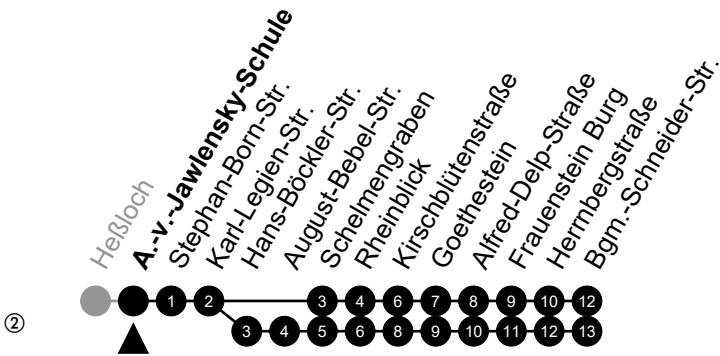 Heßloch
A.-v.-Jawlensky-Schule
Stephan-Born-Str.
Karl-Legien-Str.
Hans-Böckler-Str.
August-Bebel-Str.
Schelmengraben
Rheinblick
Kirschblütenstraße
Goethestein
Alfred-Delp-Straße
Frauenstein Burg
Herrnbergstraße
Bgm.-Schneider-Str.
1 2 3 4 6 7 8 9 10 12
② 3 4 5 6 8 9 10 11 12 13